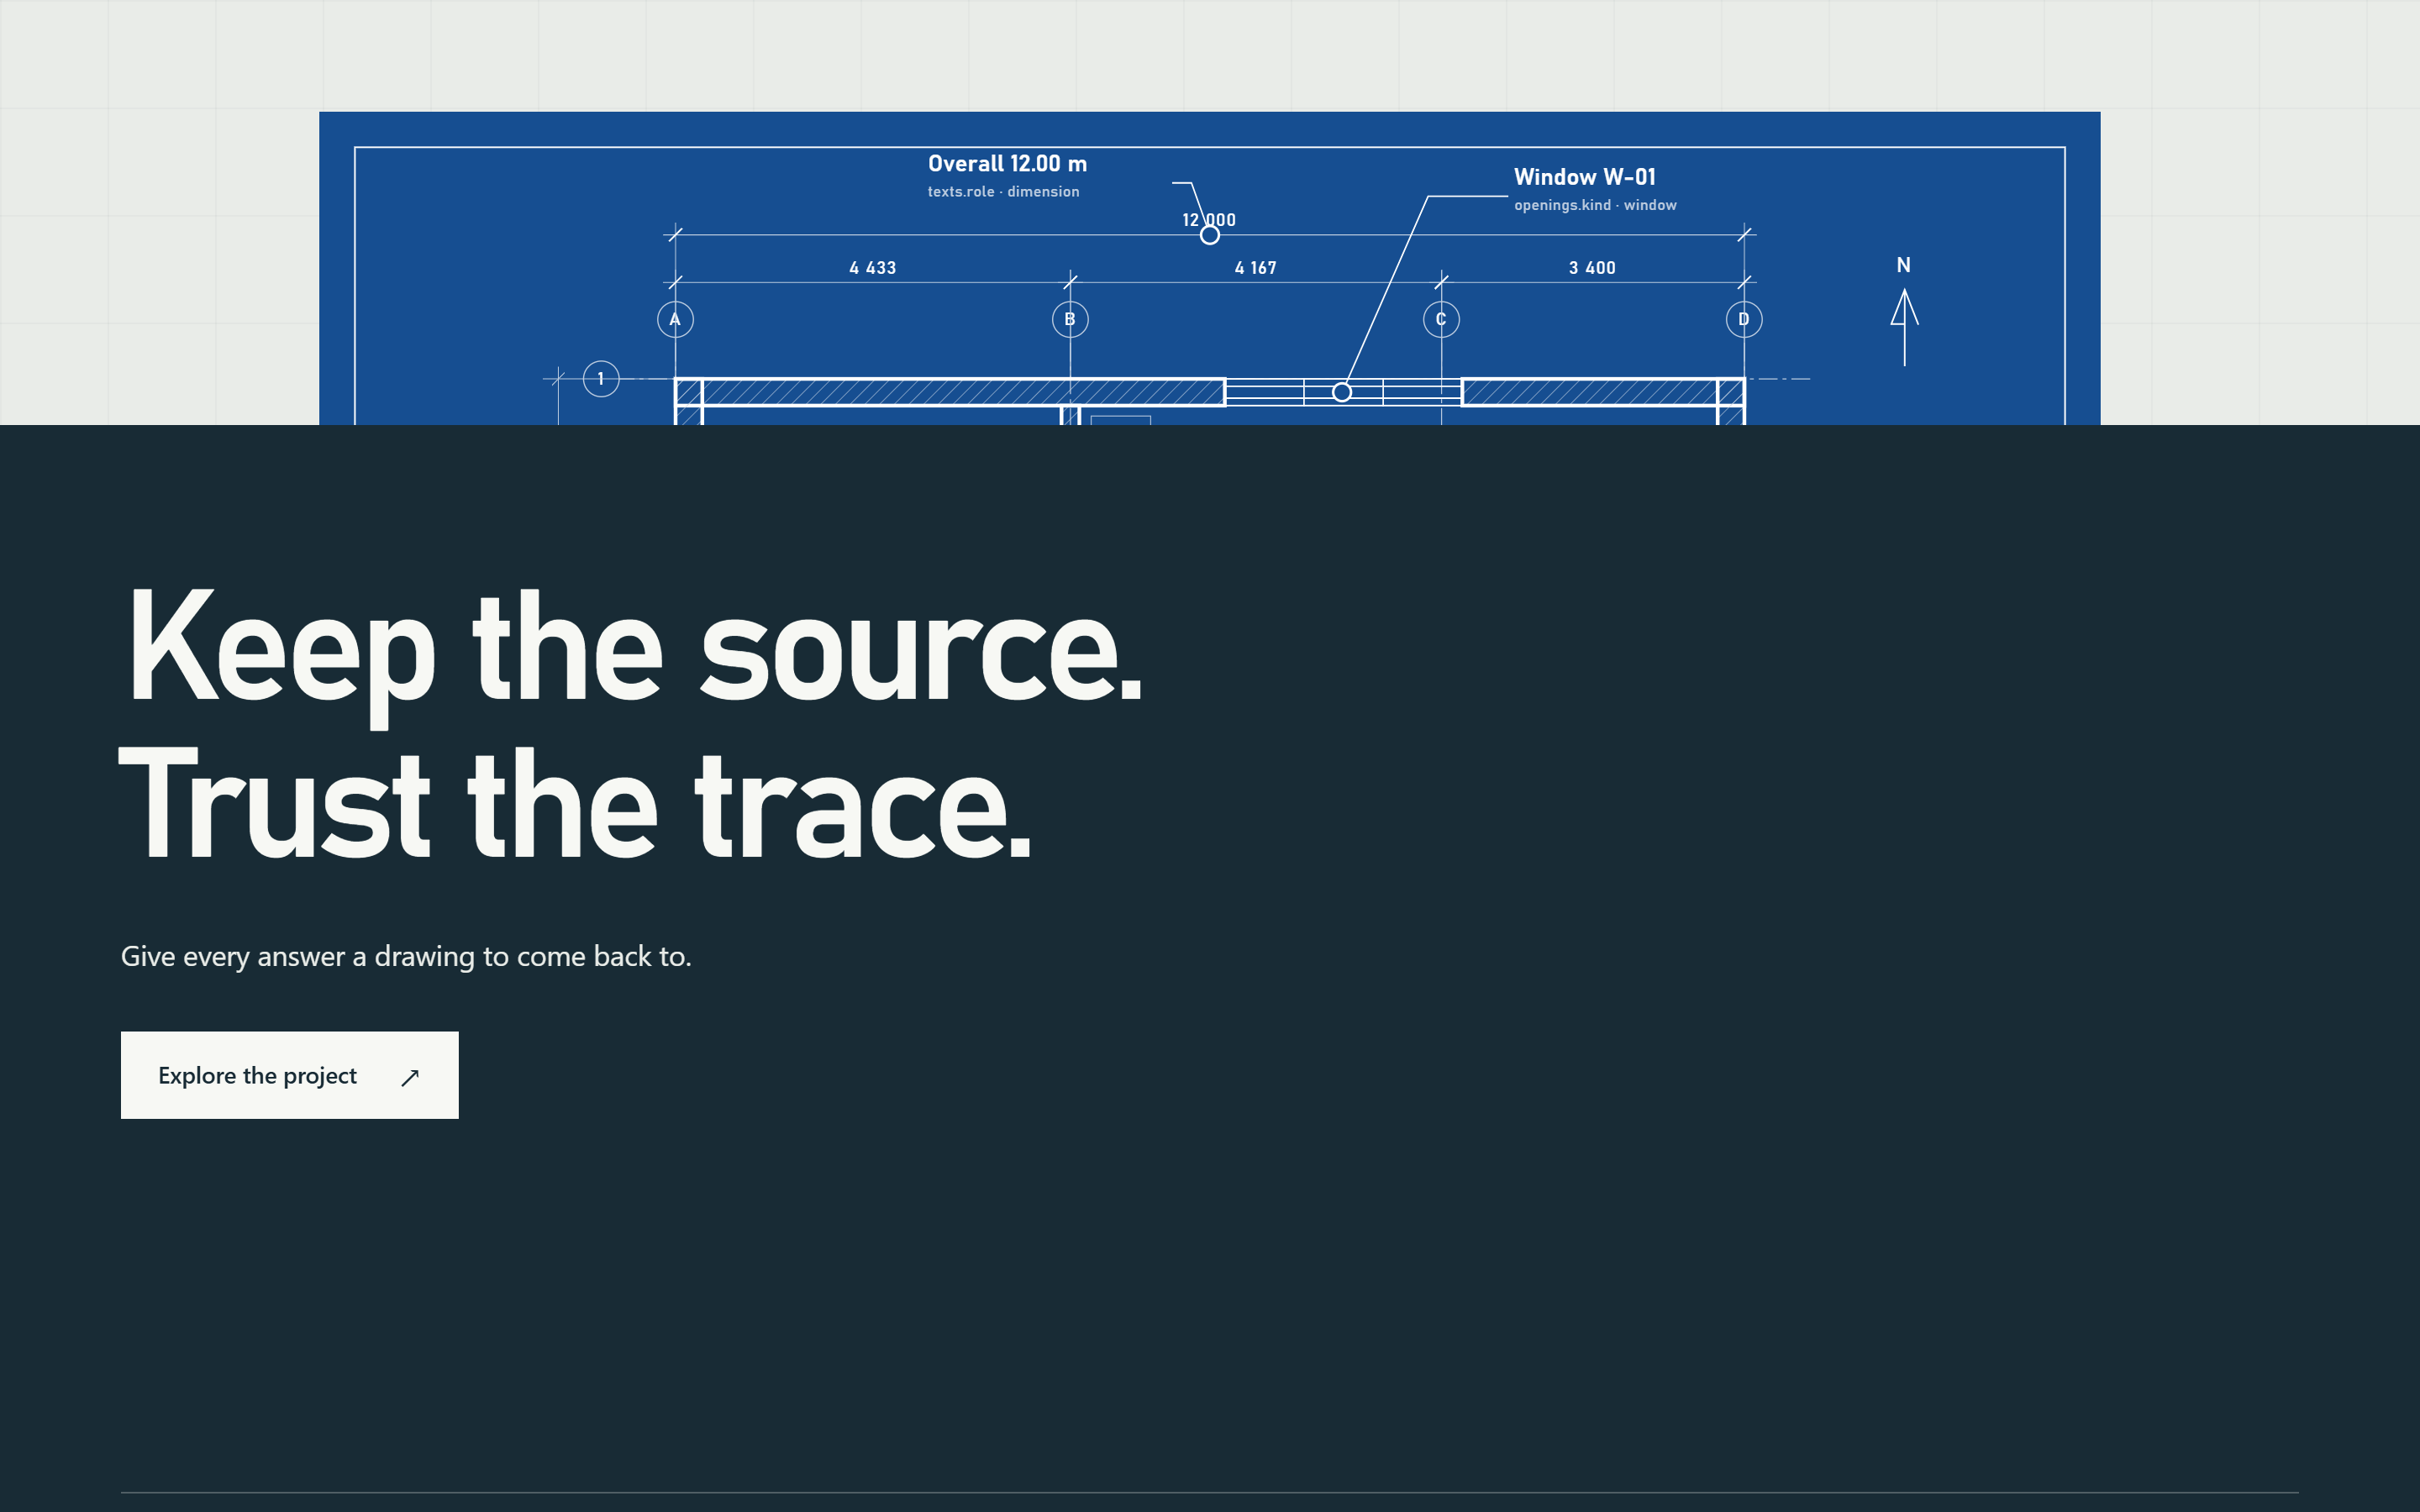 Overall 12.00 m
texts.role · dimension
Window W-01
openings.kind · window
12 000
4 433
4 167
3 400
N
A
B
C
D
1
Keep the source.
Trust the trace.
Give every answer a drawing to come back to.
Explore the project ↗